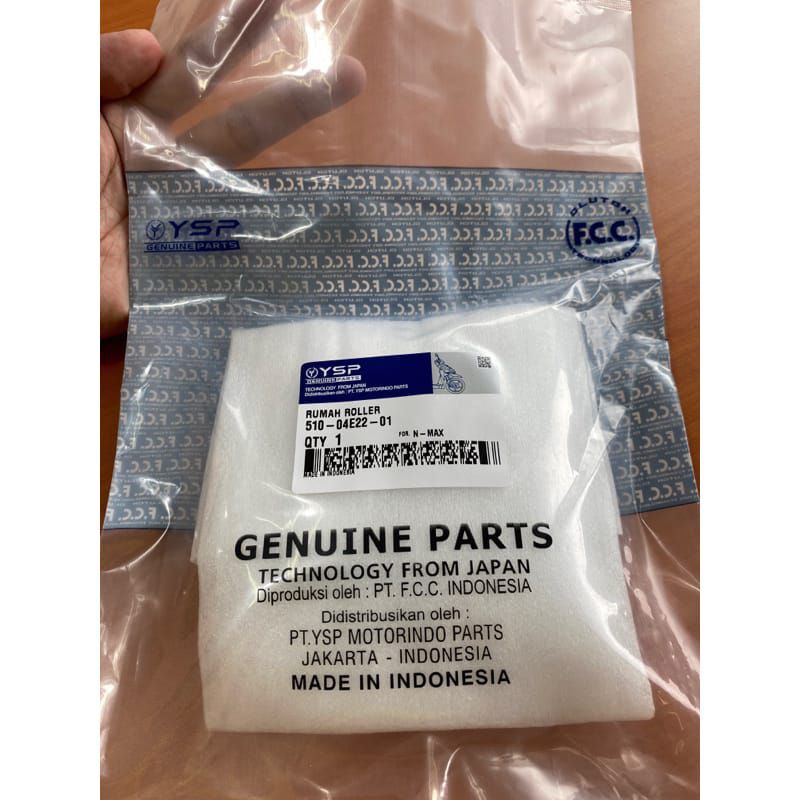 YSP
GENUINE PARTS
CLUTCH
F.C.C.
TECHNOLOGY
YSP
GENUINE PARTS
TECHNOLOGY FROM JAPAN
Didistribusikan oleh : PT. YSP MOTORINDO PARTS
RUMAH ROLLER
510-04E22-01
QTY 1 FOR N-MAX
MADE IN INDONESIA
GENUINE PARTS
TECHNOLOGY FROM JAPAN
Diproduksi oleh : PT. F.C.C. INDONESIA
Didistribusikan oleh :
PT.YSP MOTORINDO PARTS
JAKARTA - INDONESIA
MADE IN INDONESIA